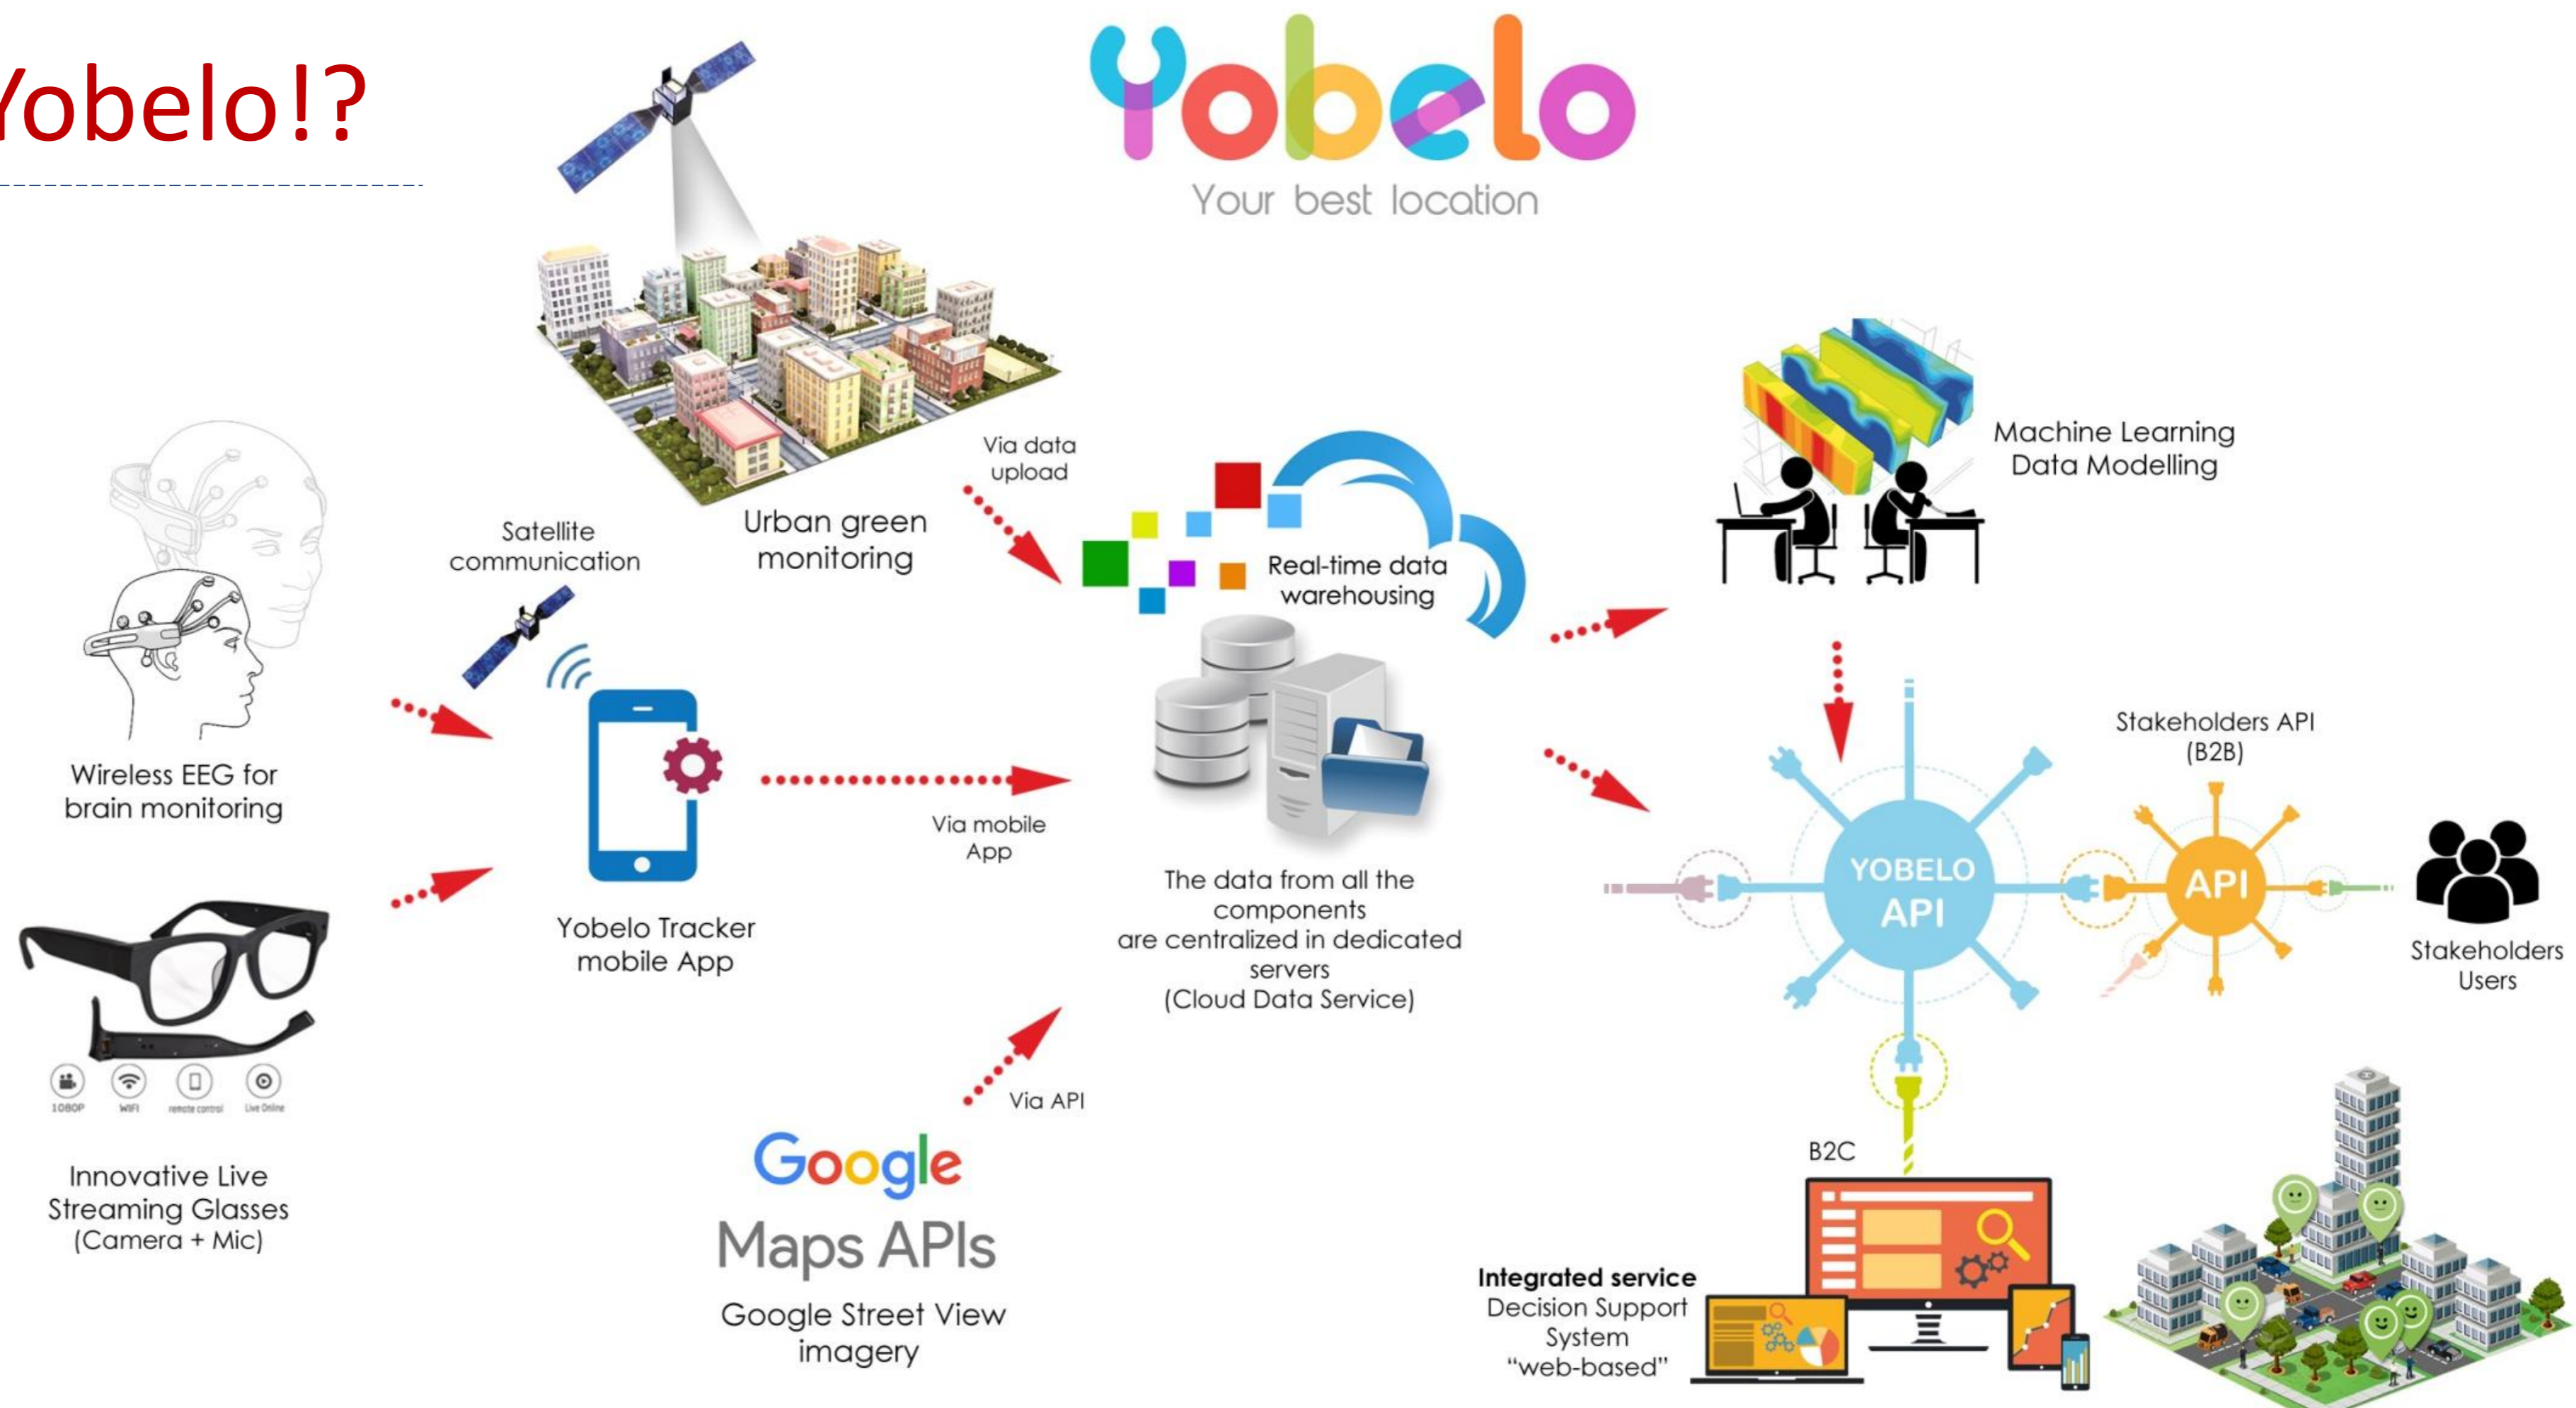 Yobelo!?
Yobelo
Your best location
Via data
upload
Machine Learning
Data Modelling
Satellite
communication
Urban green
monitoring
Real-time data
warehousing
Wireless EEG for
brain monitoring
Stakeholders API
(B2B)
Via mobile
App
The data from all the
components
are centralized in dedicated
servers
(Cloud Data Service)
YOBELO
API
API
Stakeholders
Users
Yobelo Tracker
mobile App
1080P
WIFI
remote control
Live Online
Via API
Innovative Live
Streaming Glasses
(Camera + Mic)
Google
Maps APIs
Google Street View
imagery
B2C
Integrated service
Decision Support
System
“web-based”